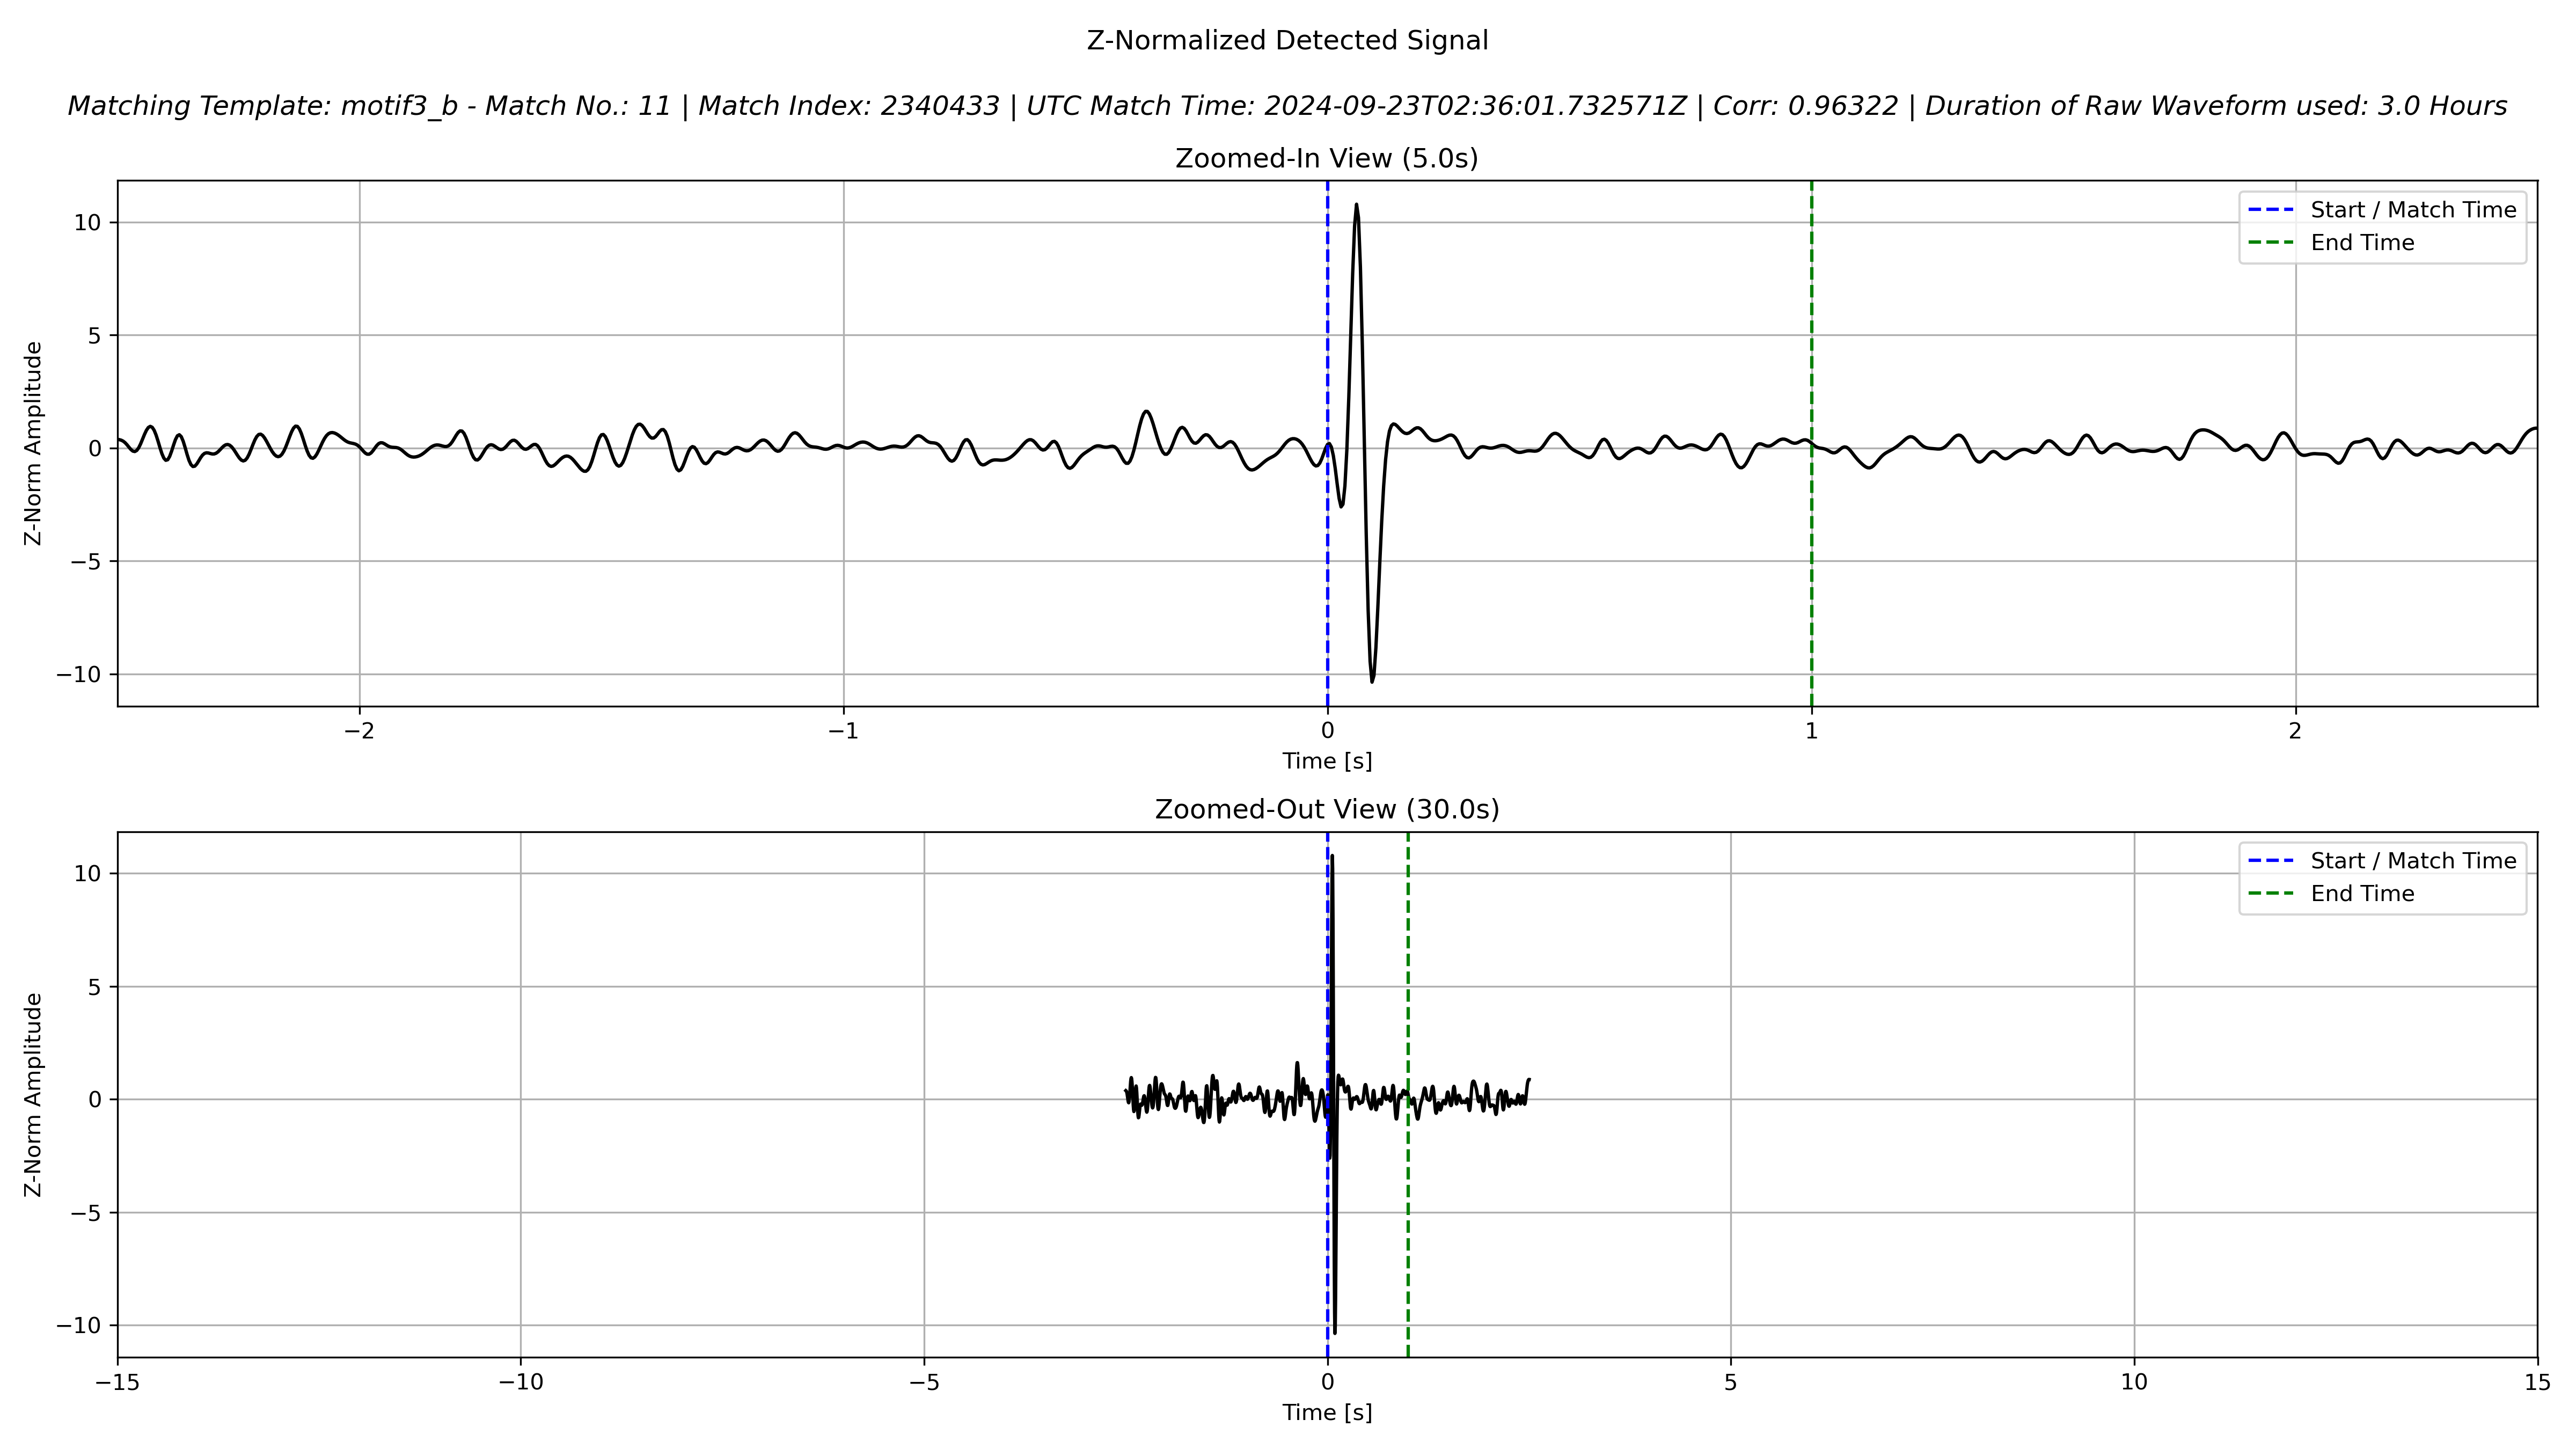 Z-Normalized Detected Signal
Matching Template: motif3_b - Match No.: 11 | Match Index: 2340433 | UTC Match Time: 2024-09-23T02:36:01.732571Z | Corr: 0.96322 | Duration of Raw Waveform used: 3.0 Hours
Zoomed-In View (5.0s)
Start / Match Time
End Time
Z-Norm Amplitude
10
5
0
−5
−10
−2
−1
0
1
2
Time [s]
Zoomed-Out View (30.0s)
Start / Match Time
End Time
Z-Norm Amplitude
10
5
0
−5
−10
−15
−10
−5
0
5
10
15
Time [s]